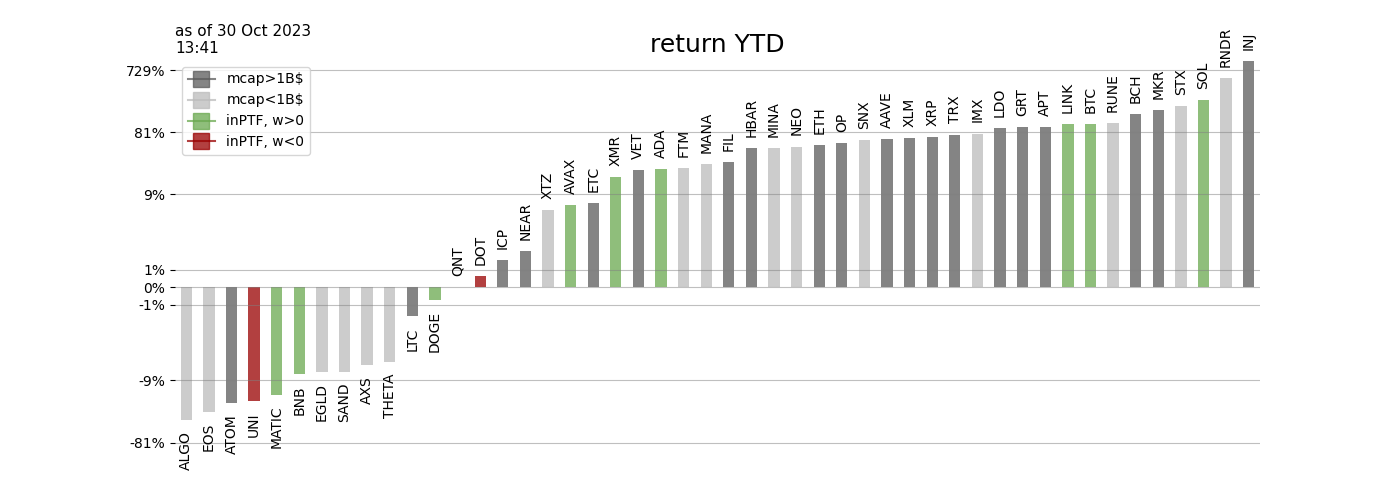 as of 30 Oct 2023
13:41
return YTD
mcap>1B$
mcap<1B$
inPTF, w>0
inPTF, w<0
729%
81%
9%
1%
0%
-1%
-9%
-81%
ALGO
EOS
ATOM
UNI
MATIC
BNB
EGLD
SAND
AXS
THETA
LTC
DOGE
QNT
DOT
ICP
NEAR
XTZ
AVAX
ETC
XMR
VET
ADA
FTM
MANA
FIL
HBAR
MINA
NEO
ETH
OP
SNX
AAVE
XLM
XRP
TRX
IMX
LDO
GRT
APT
LINK
BTC
RUNE
BCH
MKR
STX
SOL
RNDR
INJ